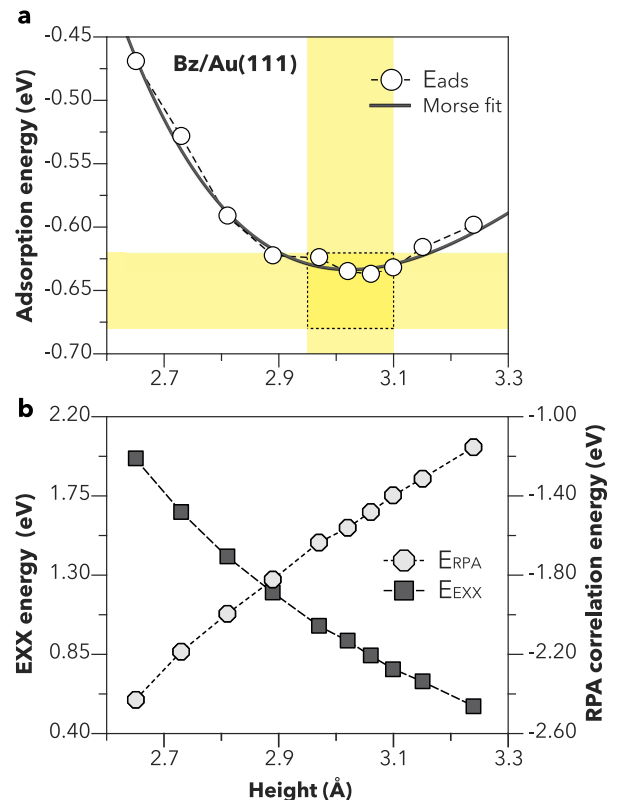 a
Bz/Au(111)
Eads
Morse fit
Adsorption energy (eV)
-0.45
-0.50
-0.55
-0.60
-0.65
-0.70
2.7 2.9 3.1 3.3
b
EXX energy (eV)
2.20
1.75
1.30
0.85
0.40
ERPA
EEXX
-1.00
-1.40
-1.80
-2.20
-2.60
RPA correlation energy (eV)
2.7 2.9 3.1 3.3
Height (Å)